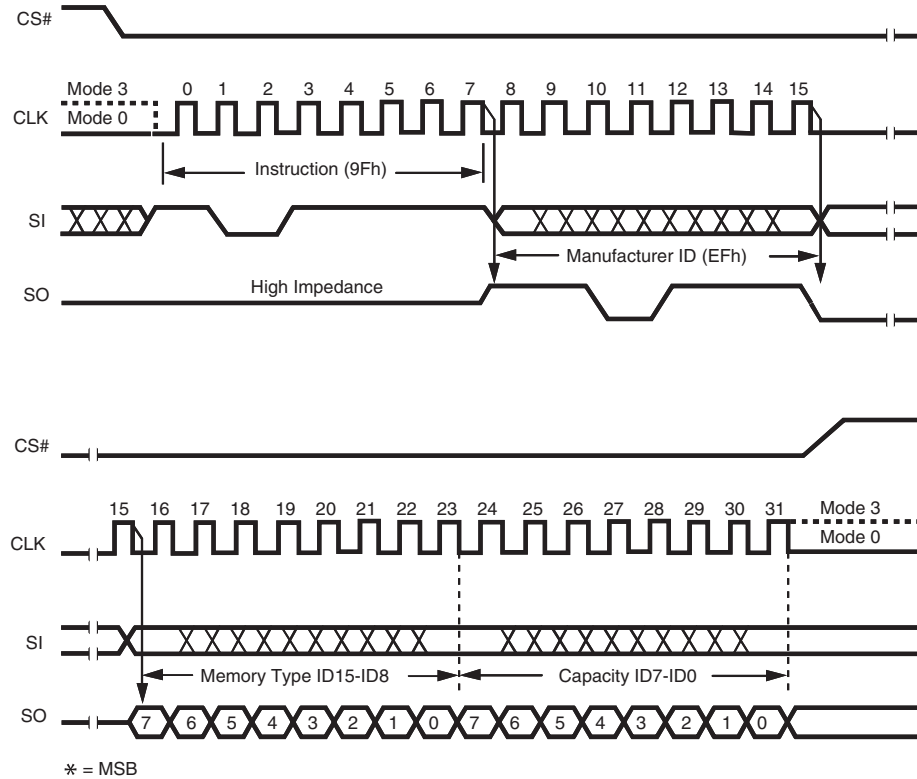 CS#
Mode 3
0 1 2 3 4 5 6 7 8 9 10 11 12 13 14 15
CLK
Mode 0
Instruction (9Fh)
SI
Manufacturer ID (EFh)
High Impedance
SO
CS#
15 16 17 18 19 20 21 22 23 24 25 26 27 28 29 30 31
Mode 3
CLK
Mode 0
SI
Memory Type ID15-ID8
Capacity ID7-ID0
SO
7 6 5 4 3 2 1 0 7 6 5 4 3 2 1 0
* = MSB